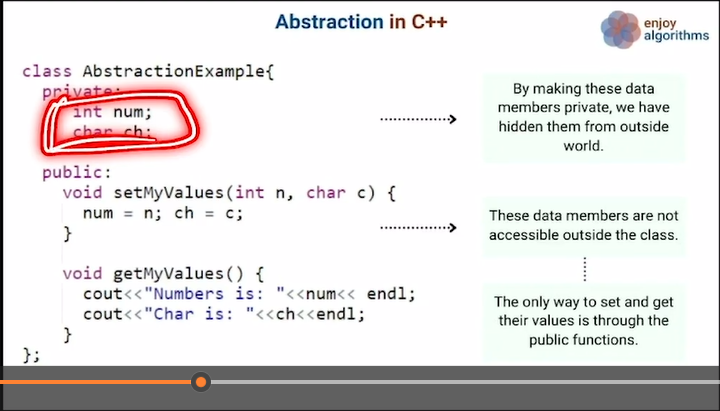 Abstraction in C++
enjoy
algorithms
class AbstractionExample{
private:
int num;
char ch;
public:
void setMyValues(int n, char c) {
num = n; ch = c;
}
void getMyValues() {
cout<<"Numbers is: "<<num<< endl;
cout<<"Char is: "<<ch<<endl;
}
};
By making these data
members private, we have
hidden them from outside
world.
These data members are not
accessible outside the class.
The only way to set and get
their values is through the
public functions.